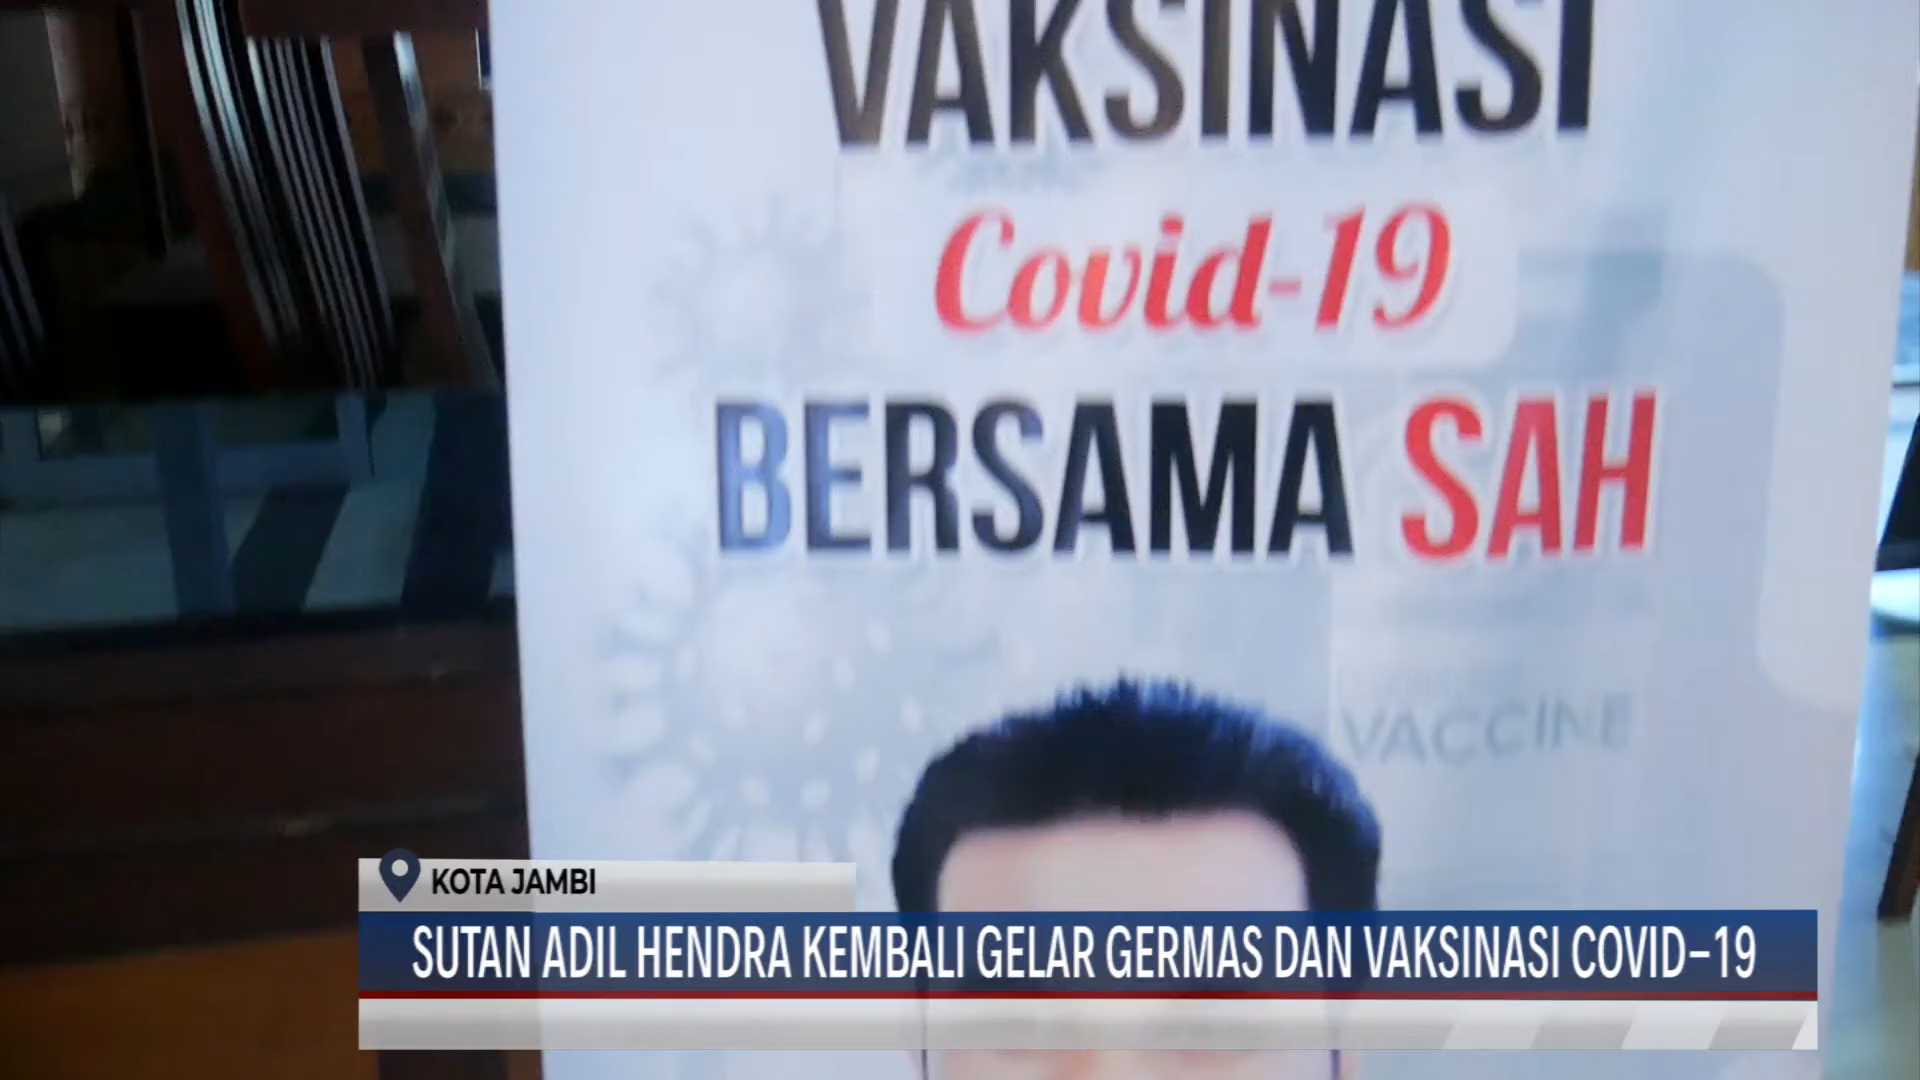 VAKSINASI
Covid-19
BERSAMA SAH
VACCINE
KOTA JAMBI
SUTAN ADIL HENDRA KEMBALI GELAR GERMAS DAN VAKSINASI COVID-19